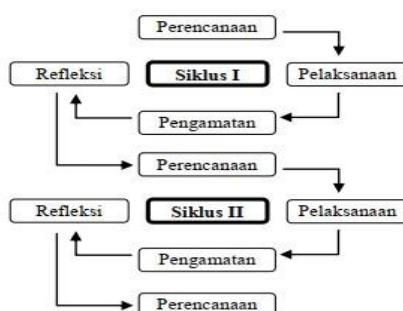 Perencanaan
Refleksi
Siklus I
Pelaksanaan
Pengamatan
Perencanaan
Refleksi
Siklus II
Pelaksanaan
Pengamatan
Perencanaan